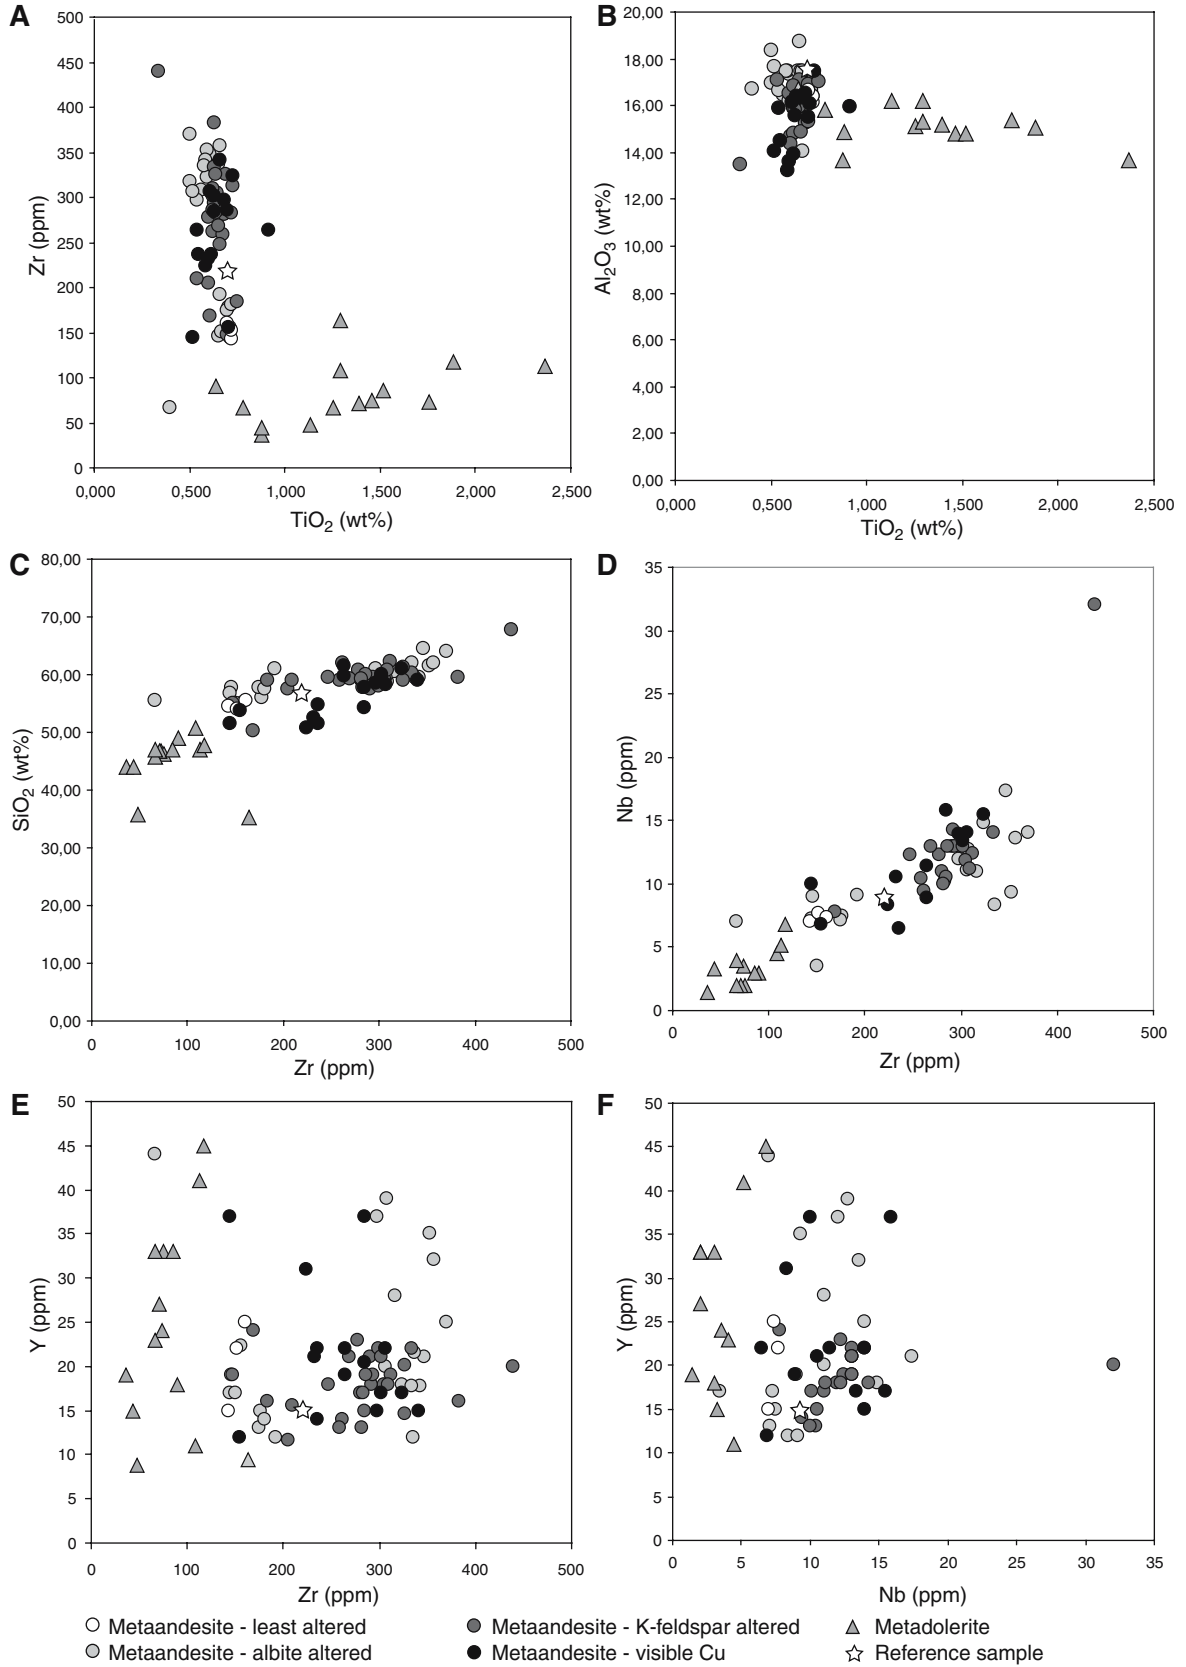 A
500
450
400
350
300
250
200
150
100
50
0
Zr (ppm)
0,000 0,500 1,000 1,500 2,000 2,500
TiO2 (wt%)
B
20,00
18,00
16,00
14,00
12,00
10,00
8,00
6,00
4,00
2,00
0,00
Al2O3 (wt%)
0,000 0,500 1,000 1,500 2,000 2,500
TiO2 (wt%)
C
80,00
70,00
60,00
50,00
40,00
30,00
20,00
10,00
0,00
SiO2 (wt%)
0 100 200 300 400 500
Zr (ppm)
D
35
30
25
20
15
10
5
0
Nb (ppm)
0 100 200 300 400 500
Zr (ppm)
E
50
45
40
35
30
25
20
15
10
5
0
Y (ppm)
0 100 200 300 400 500
Zr (ppm)
F
50
45
40
35
30
25
20
15
10
5
0
Y (ppm)
0 5 10 15 20 25 30 35
Nb (ppm)
Metaandesite - least altered
Metaandesite - albite altered
Metaandesite - K-feldspar altered
Metaandesite - visible Cu
Metadolerite
Reference sample